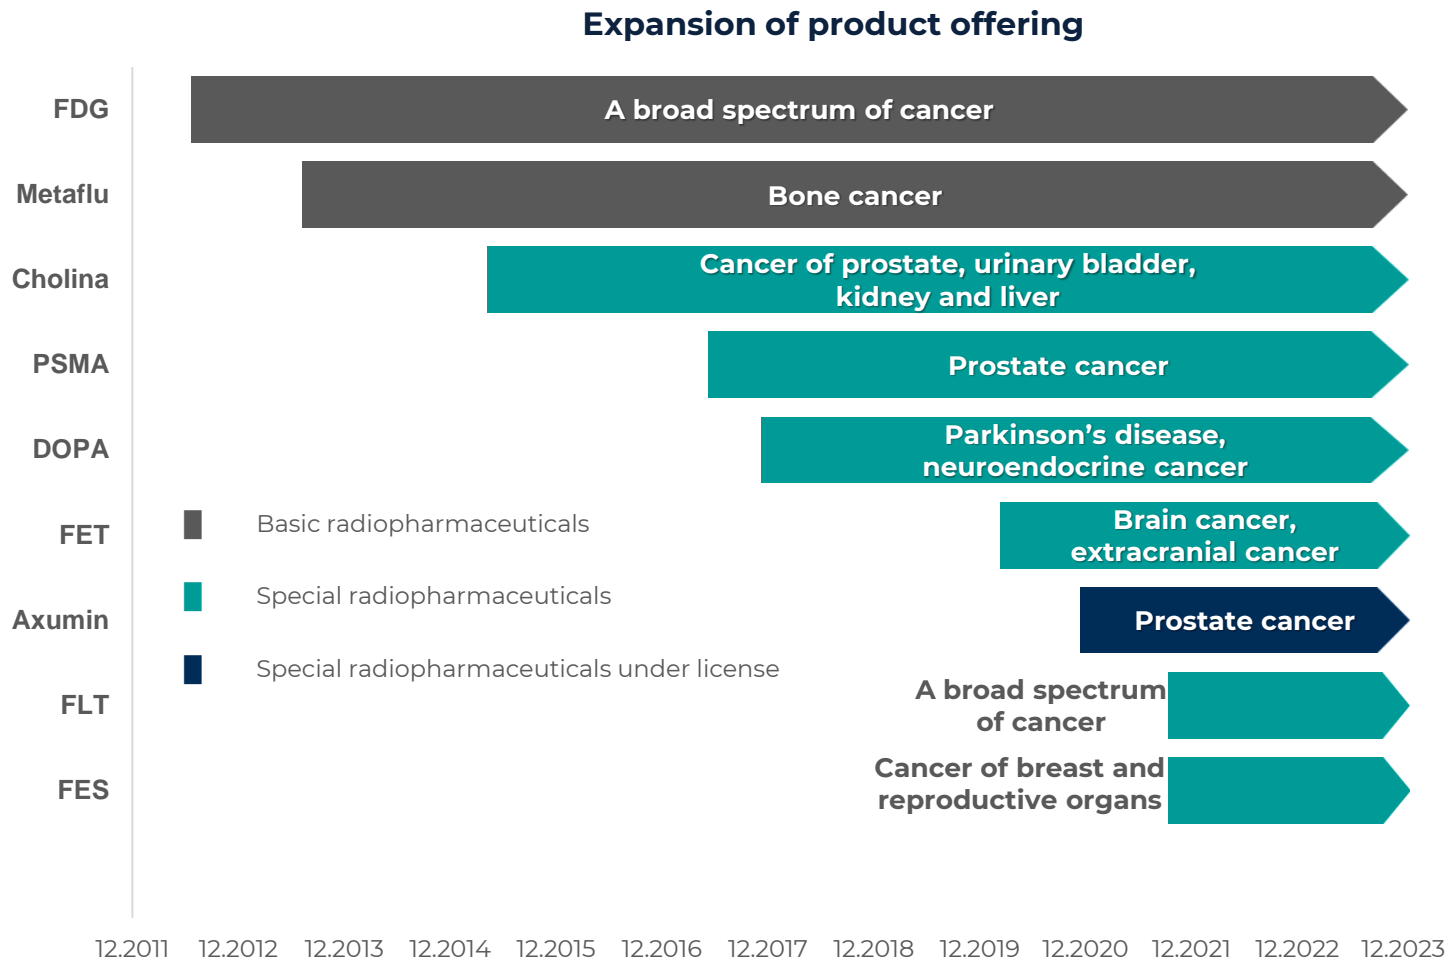 Expansion of product offering
FDG
A broad spectrum of cancer
Metaflu
Bone cancer
Cholina
Cancer of prostate, urinary bladder,
kidney and liver
PSMA
Prostate cancer
DOPA
Parkinson’s disease,
neuroendocrine cancer
FET
Basic radiopharmaceuticals
Brain cancer,
extracranial cancer
Special radiopharmaceuticals
Axumin
Prostate cancer
Special radiopharmaceuticals under license
FLT
A broad spectrum
of cancer
FES
Cancer of breast and
reproductive organs
12.2011 12.2012 12.2013 12.2014 12.2015 12.2016 12.2017 12.2018 12.2019 12.2020 12.2021 12.2022 12.2023